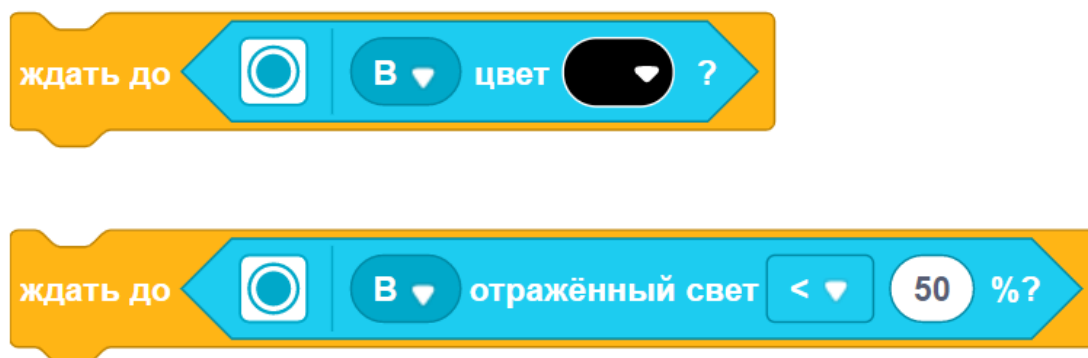 ждать до B цвет ?
ждать до B отражённый свет < 50 %?